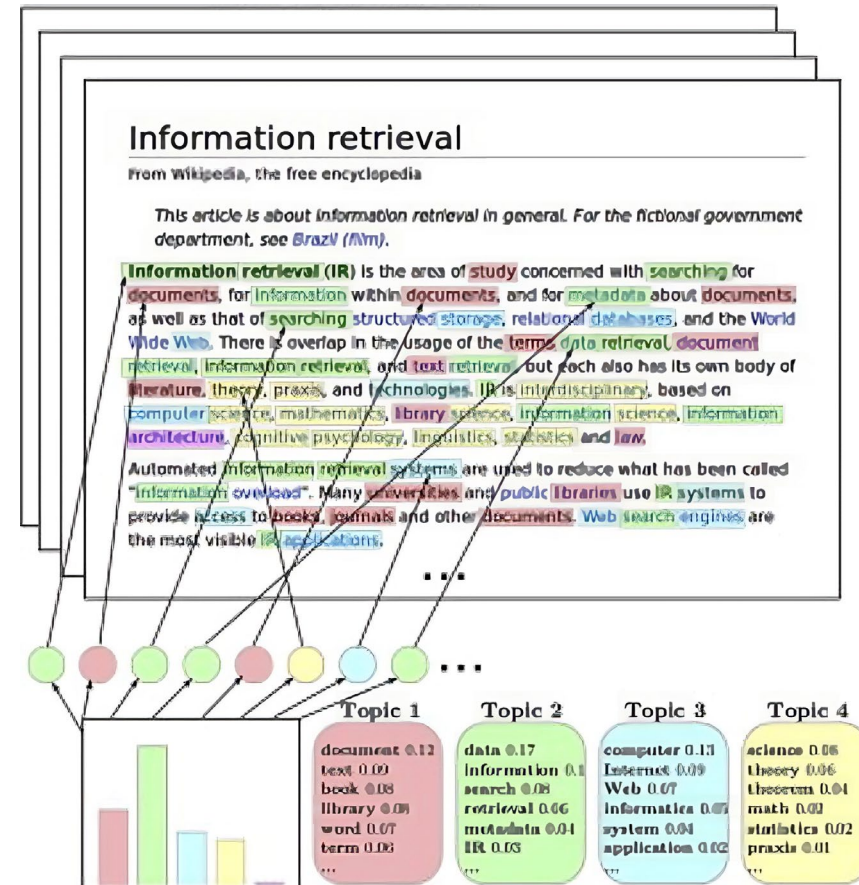 Information retrieval
From Wikipedia, the free encyclopedia
This article is about information retrieval in general. For the fictional government
department, see Brazil (film).
Information retrieval (IR) is the area of study concerned with searching for
documents, for information within documents, and for metadata about documents,
as well as that of searching structured storage, relational databases, and the World
Wide Web. There is overlap in the usage of the terms data retrieval, document
retrieval, information retrieval, and text retrieval, but each also has its own body of
literature, theory, praxis, and technologies. IR is interdisciplinary, based on
computer science, mathematics, library science, information science, information
architecture, cognitive psychology, linguistics, statistics and law.
Automated information retrieval systems are used to reduce what has been called
"information overload". Many universities and public libraries use IR systems to
provide access to books, journals and other documents. Web search engines are
the most visible IR applications.
...
...
Topic 1
document 0.12
text 0.09
book 0.08
library 0.08
word 0.07
term 0.06
...
Topic 2
data 0.17
information 0.1
search 0.08
retrieval 0.06
metadata 0.04
IR 0.03
...
Topic 3
computer 0.13
Internet 0.09
Web 0.07
informatics
system 0.04
application 0.02
...
Topic 4
science 0.06
theory 0.06
theorem 0.04
math 0.02
statistics 0.02
praxis 0.01
...